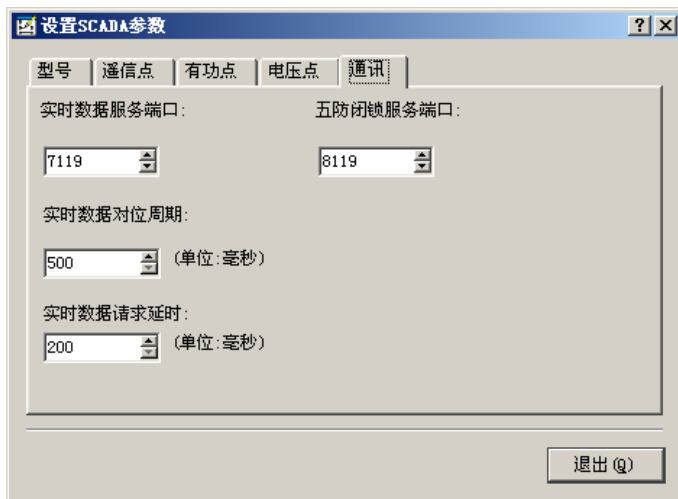 设置SCADA参数
型号 遥信点 有功点 电压点 通讯
实时数据服务端口: 五防闭锁服务端口:
7119 8119
实时数据对位周期:
500 (单位:毫秒)
实时数据请求延时:
200 (单位:毫秒)
退出(Q)